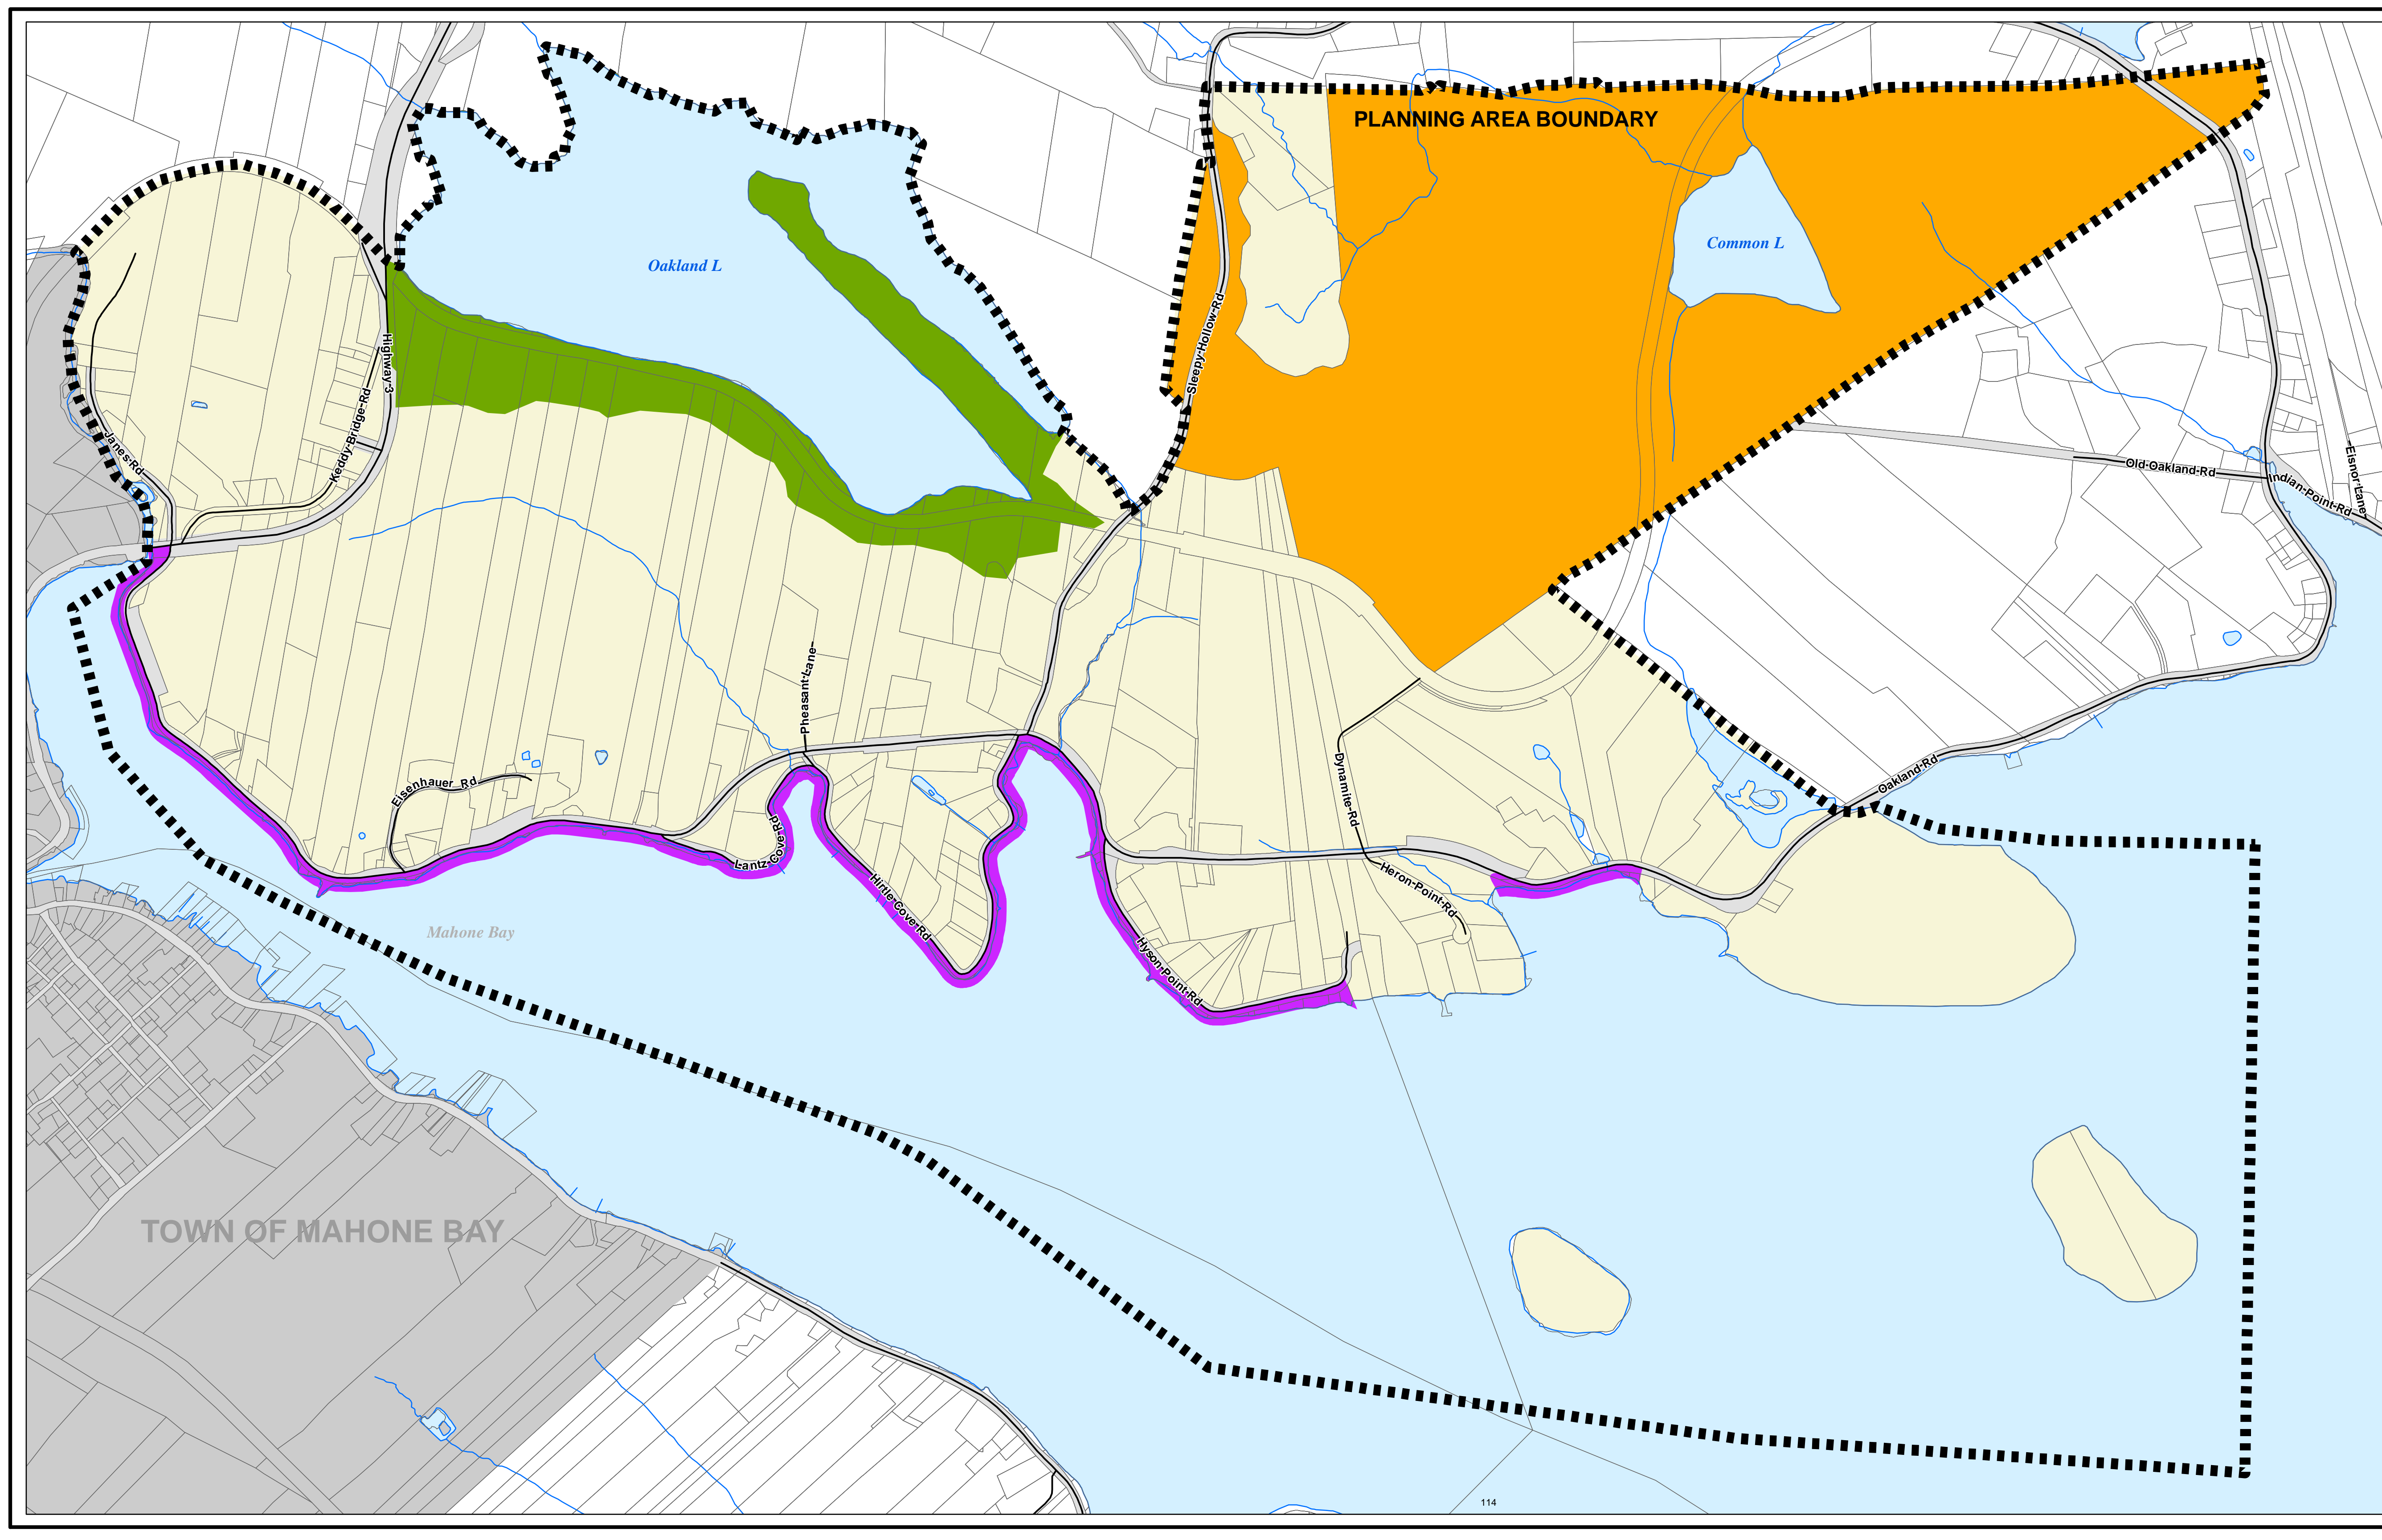 PLANNING AREA BOUNDARY
Oakland L
Common L
Highway 3
Sleepy Hollow Rd
Keddy Bridge Rd
Janes Rd
Old Oakland Rd
Eisnor Lane
Indian Point Rd
Pheasant Lane
Eisenhauer Rd
Dynamite Rd
Oakland Rd
Lantz Cove Rd
Hirtle Cove Rd
Heron Point Rd
Mahone Bay
Hyson Point Rd
TOWN OF MAHONE BAY
114